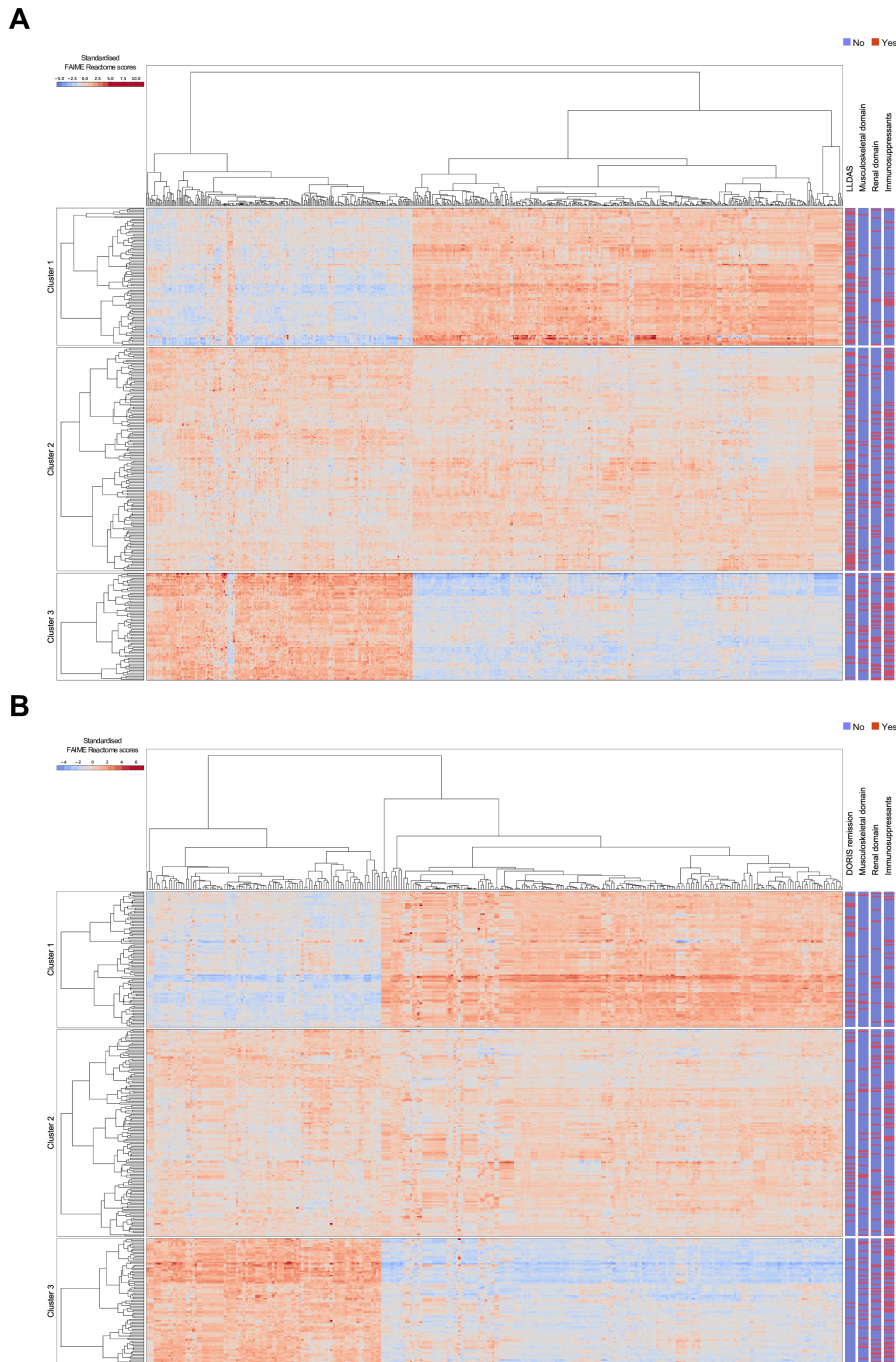 A
No Yes
Standardised
FAIME Reactome scores
−5.0 −2.5 0.0 2.5 5.0 7.5 10.0
LLDAS
Musculoskeletal domain
Renal domain
Immunosuppressants
Cluster 1
Cluster 2
Cluster 3
B
No Yes
Standardised
FAIME Reactome scores
−4 −2 0 2 4 6
DORIS remission
Musculoskeletal domain
Renal domain
Immunosuppressants
Cluster 1
Cluster 2
Cluster 3